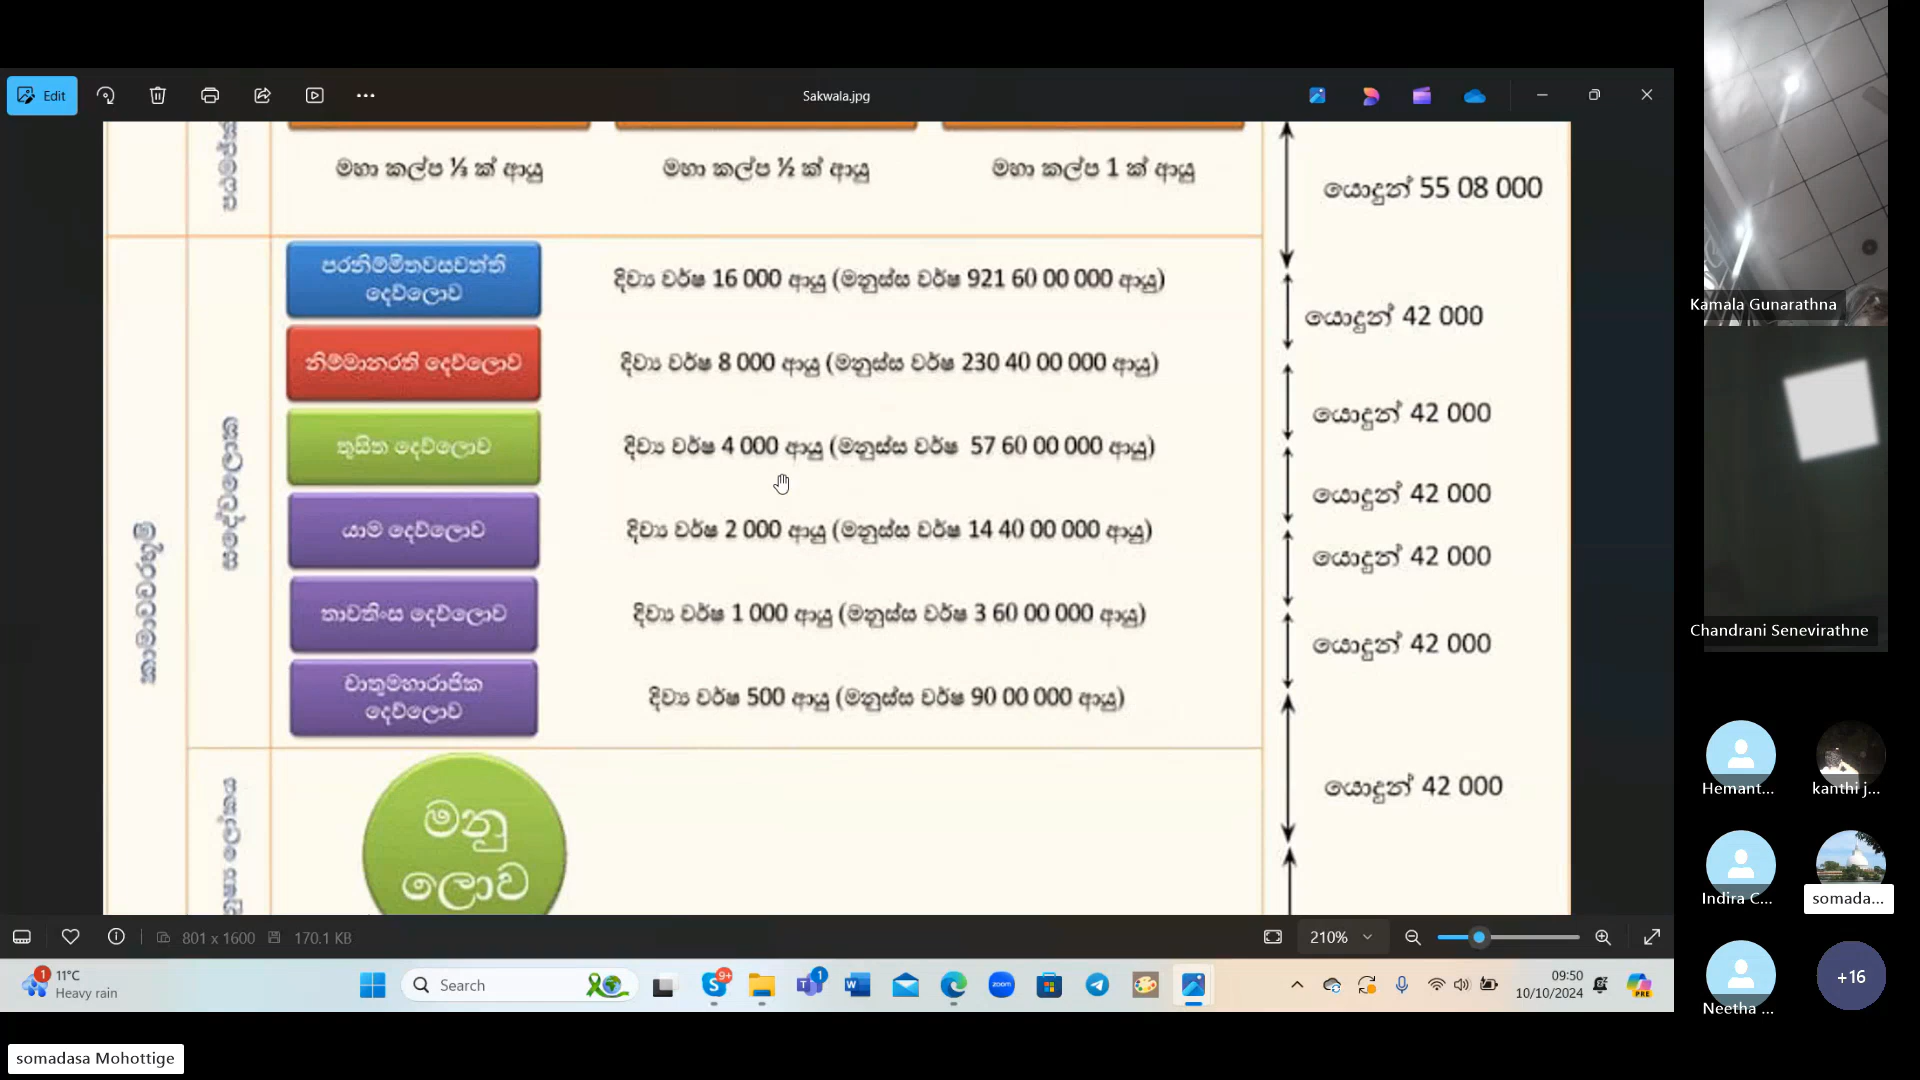 Edit
Sakwala.jpg
මහා කල්ප ⅓ ක් ආයු
මහා කල්ප ½ ක් ආයු
මහා කල්ප 1 ක් ආයු
යොදුන් 55 08 000
පරනිම්මිතවසවත්ති
දෙව්ලොව
දිව්‍ය වර්ෂ 16 000 ආයු (මනුස්ස වර්ෂ 921 60 00 000 ආයු)
යොදුන් 42 000
නිම්මානරති දෙව්ලොව
දිව්‍ය වර්ෂ 8 000 ආයු (මනුස්ස වර්ෂ 230 40 00 000 ආයු)
යොදුන් 42 000
තුසිත දෙව්ලොව
දිව්‍ය වර්ෂ 4 000 ආයු (මනුස්ස වර්ෂ 57 60 00 000 ආයු)
යොදුන් 42 000
යාම දෙව්ලොව
දිව්‍ය වර්ෂ 2 000 ආයු (මනුස්ස වර්ෂ 14 40 00 000 ආයු)
යොදුන් 42 000
තාවතිංස දෙව්ලොව
දිව්‍ය වර්ෂ 1 000 ආයු (මනුස්ස වර්ෂ 3 60 00 000 ආයු)
යොදුන් 42 000
චාතුමහාරාජික
දෙව්ලොව
දිව්‍ය වර්ෂ 500 ආයු (මනුස්ස වර්ෂ 90 00 000 ආයු)
යොදුන් 42 000
මනු
ලොව
801 x 1600
170.1 KB
210%
1
11°C
Heavy rain
Search
9+
1
zoom
PRE
09:50
10/10/2024
somadasa Mohottige
Kamala Gunarathna
Chandrani Senevirathne
Hemant...
kanthi j...
Indira C...
somada...
Neetha ...
+16